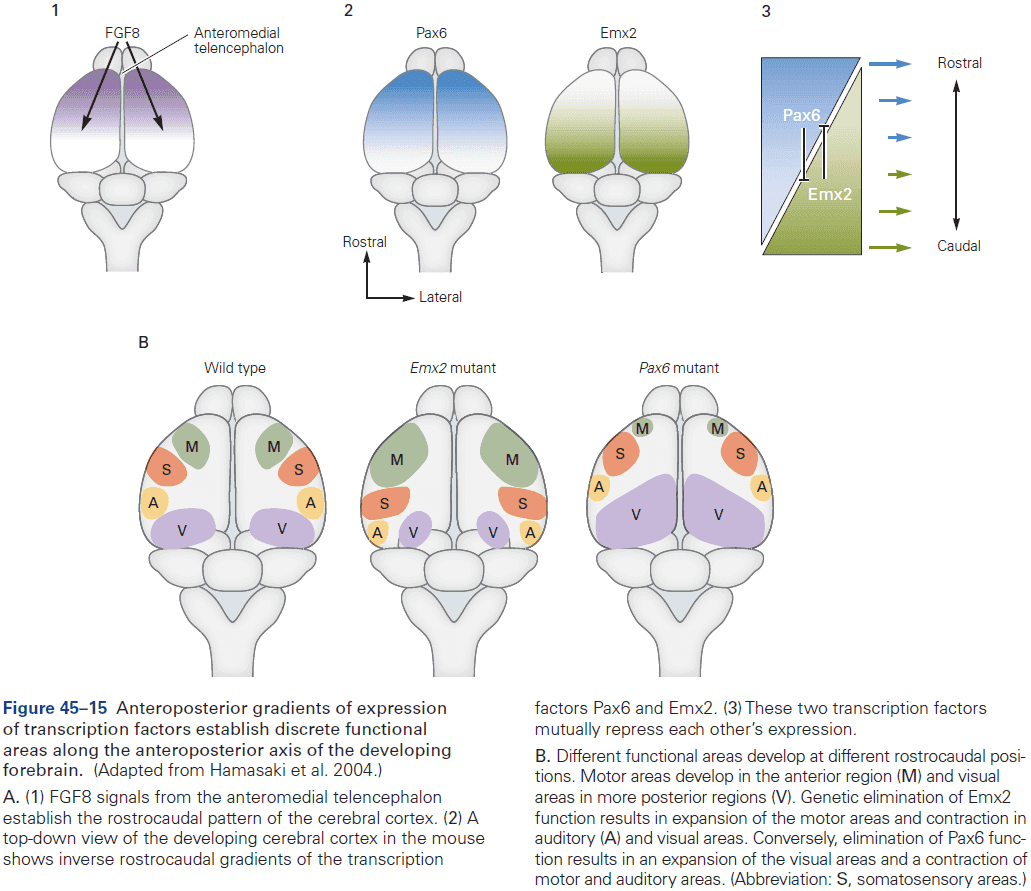 1
FGF8
Anteromedial
telencephalon
2
Pax6
Emx2
Rostral
Lateral
3
Pax6
Emx2
Rostral
Caudal
B
Wild type
M
M
S
S
A
A
V
V
Emx2 mutant
M
M
S
S
A
V
V
A
Pax6 mutant
M
M
S
S
A
A
V
V
Figure 45–15 Anteroposterior gradients of expression
of transcription factors establish discrete functional
areas along the anteroposterior axis of the developing
forebrain. (Adapted from Hamasaki et al. 2004.)
A. (1) FGF8 signals from the anteromedial telencephalon
establish the rostrocaudal pattern of the cerebral cortex. (2) A
top-down view of the developing cerebral cortex in the mouse
shows inverse rostrocaudal gradients of the transcription
factors Pax6 and Emx2. (3) These two transcription factors
mutually repress each other's expression.
B. Different functional areas develop at different rostrocaudal posi-
tions. Motor areas develop in the anterior region (M) and visual
areas in more posterior regions (V). Genetic elimination of Emx2
function results in expansion of the motor areas and contraction in
auditory (A) and visual areas. Conversely, elimination of Pax6 func-
tion results in an expansion of the visual areas and a contraction of
motor and auditory areas. (Abbreviation: S, somatosensory areas.)